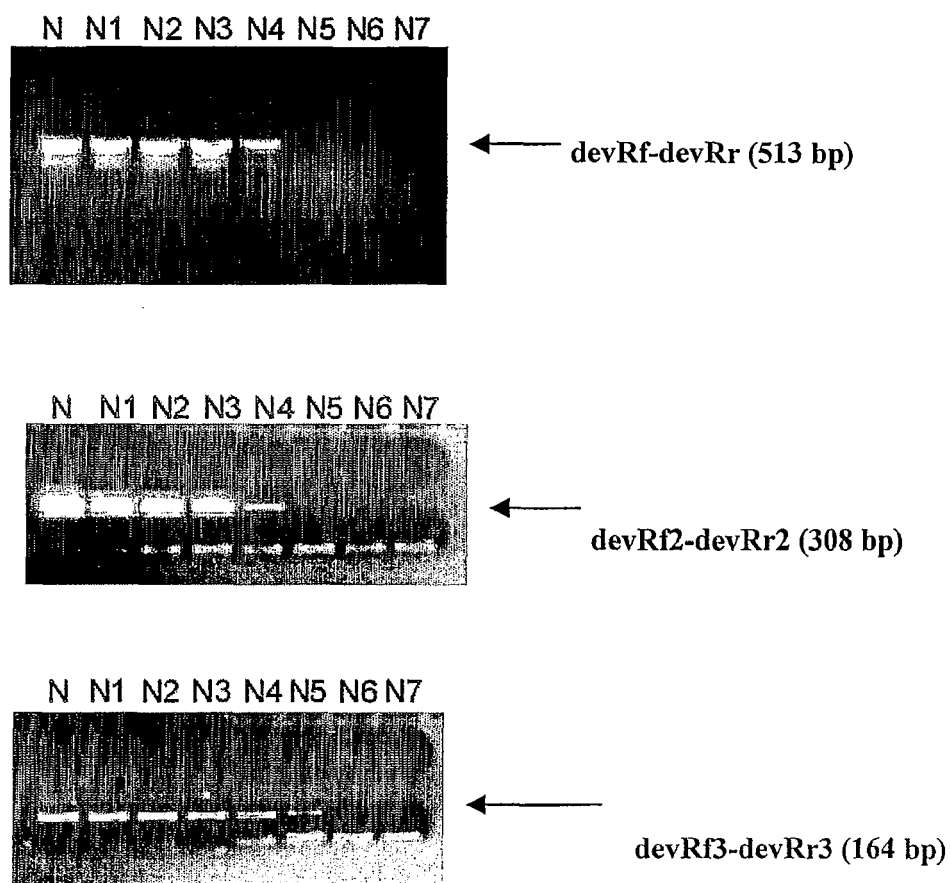 N N1 N2 N3 N4 N5 N6 N7
devRf-devRr (513 bp)
N N1 N2 N3 N4 N5 N6 N7
devRf2-devRr2 (308 bp)
N N1 N2 N3 N4 N5 N6 N7
devRf3-devRr3 (164 bp)